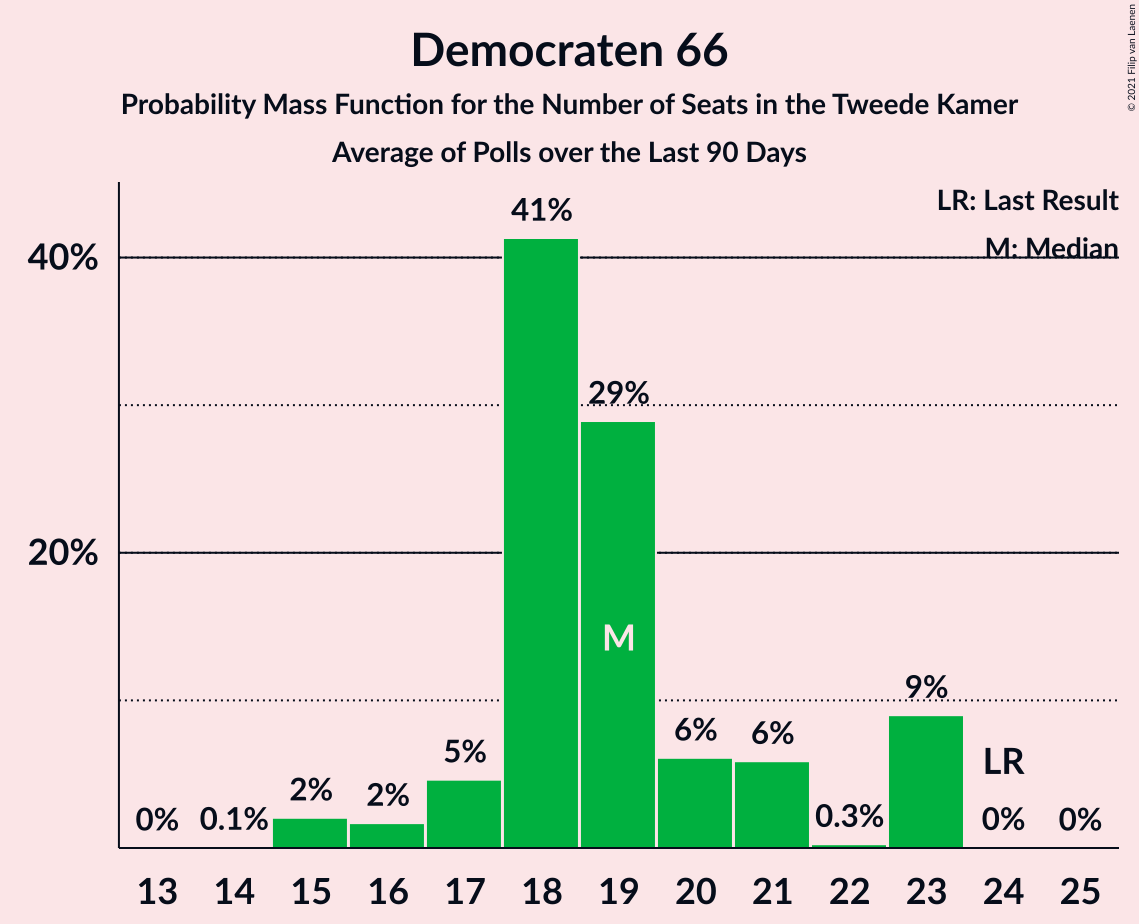 Democraten 66
Probability Mass Function for the Number of Seats in the Tweede Kamer
Average of Polls over the Last 90 Days
© 2021 Filip van Laenen
LR: Last Result
M: Median
40%
20%
0%
0.1%
2%
2%
5%
41%
29%
M
6%
6%
0.3%
9%
LR
0%
0%
13 14 15 16 17 18 19 20 21 22 23 24 25